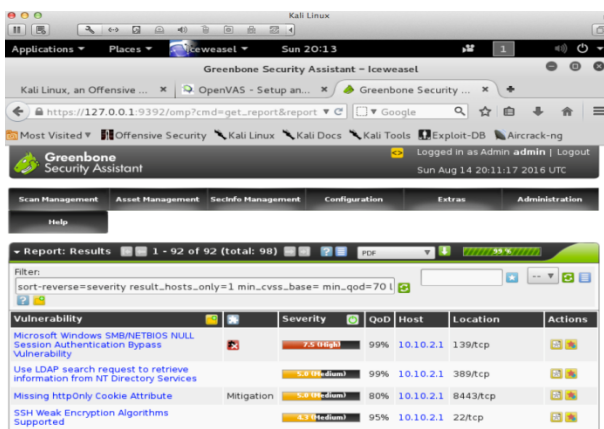 Kali Linux
Applications Places Iceweasel Sun 20:13 1
Greenbone Security Assistant - Iceweasel
Kali Linux, an Offensive ... × OpenVAS - Setup an... × Greenbone Security ... ×
https://127.0.0.1:9392/omp?cmd=get_report&report Google
Most Visited Offensive Security Kali Linux Kali Docs Kali Tools Exploit-DB Aircrack-ng
Greenbone
Security Assistant
Logged in as Admin admin | Logout
Sun Aug 14 20:11:17 2016 UTC
Scan Management Asset Management SecInfo Management Configuration Extras Administration
Help
Report: Results 1 - 92 of 92 (total: 98) PDF 99 %
Filter:
sort-reverse=severity result_hosts_only=1 min_cvss_base= min_qod=70 l
--
Vulnerability Severity QoD Host Location Actions
Microsoft Windows SMB/NETBIOS NULL
Session Authentication Bypass
Vulnerability
7.5 (High) 99% 10.10.2.1 139/tcp
Use LDAP search request to retrieve
information from NT Directory Services
5.0 (Medium) 99% 10.10.2.1 389/tcp
Missing httpOnly Cookie Attribute Mitigation 5.0 (Medium) 80% 10.10.2.1 8443/tcp
SSH Weak Encryption Algorithms
Supported
4.3 (Medium) 95% 10.10.2.1 22/tcp